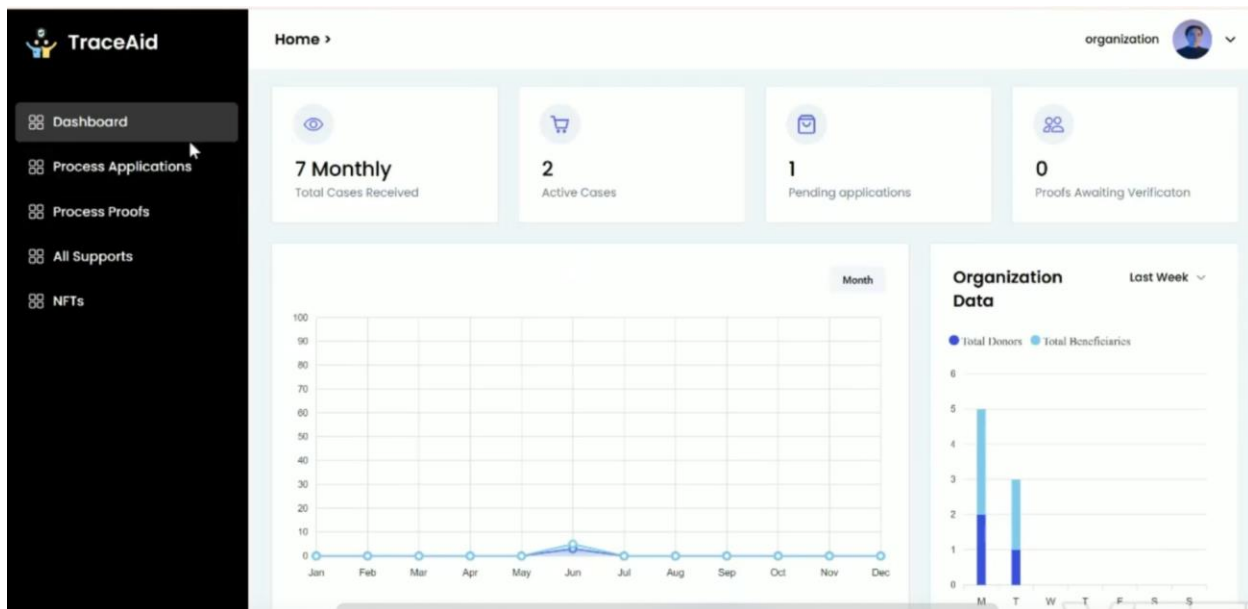 TraceAid
Home >
organization
Dashboard
Process Applications
Process Proofs
All Supports
NFTs
7 Monthly
Total Cases Received
2
Active Cases
1
Pending applications
0
Proofs Awaiting Verificaton
Month
100
90
80
70
60
50
40
30
20
10
0
Jan Feb Mar Apr May Jun Jul Aug Sep Oct Nov Dec
Organization
Data
Last Week
Total Donors Total Beneficiaries
6
5
4
3
2
1
0
M T W T F S S